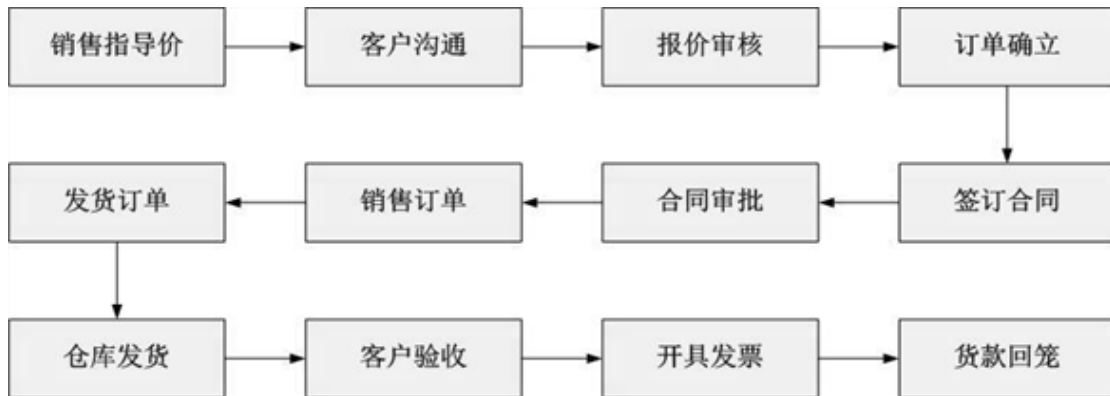 销售指导价
客户沟通
报价审核
订单确立
签订合同
合同审批
销售订单
发货订单
仓库发货
客户验收
开具发票
货款回笼